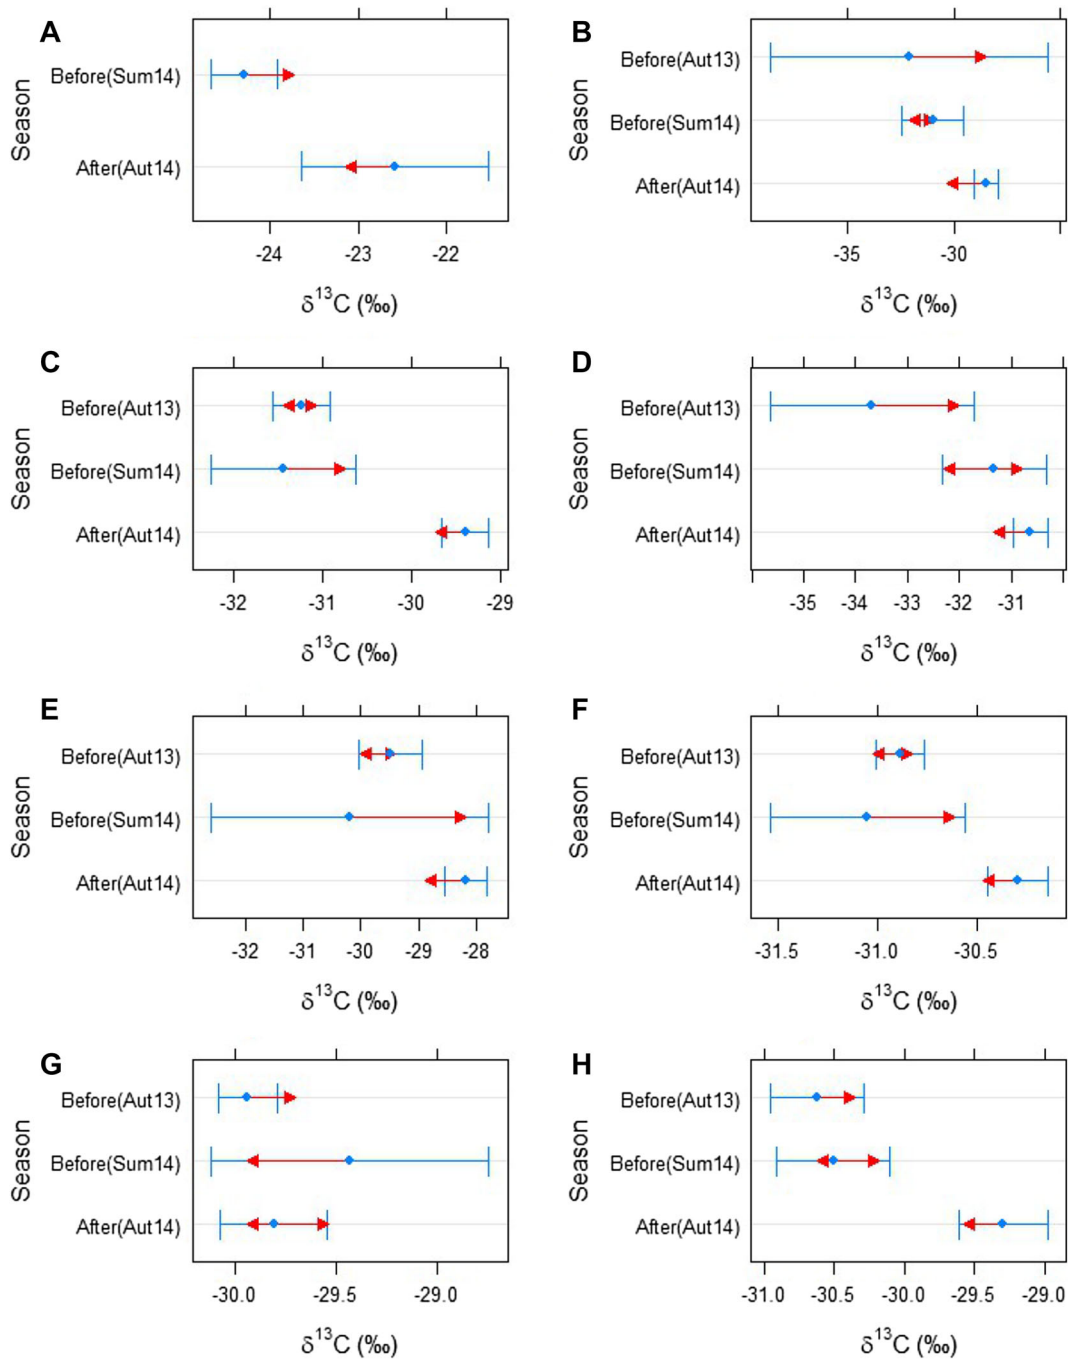 A
Season
Before(Sum14)
After(Aut14)
-24 -23 -22
δ13C (‰)
B
Season
Before(Aut13)
Before(Sum14)
After(Aut14)
-35 -30
δ13C (‰)
C
Season
Before(Aut13)
Before(Sum14)
After(Aut14)
-32 -31 -30 -29
δ13C (‰)
D
Season
Before(Aut13)
Before(Sum14)
After(Aut14)
-35 -34 -33 -32 -31
δ13C (‰)
E
Season
Before(Aut13)
Before(Sum14)
After(Aut14)
-32 -31 -30 -29 -28
δ13C (‰)
F
Season
Before(Aut13)
Before(Sum14)
After(Aut14)
-31.5 -31.0 -30.5
δ13C (‰)
G
Season
Before(Aut13)
Before(Sum14)
After(Aut14)
-30.0 -29.5 -29.0
δ13C (‰)
H
Season
Before(Aut13)
Before(Sum14)
After(Aut14)
-31.0 -30.5 -30.0 -29.5 -29.0
δ13C (‰)